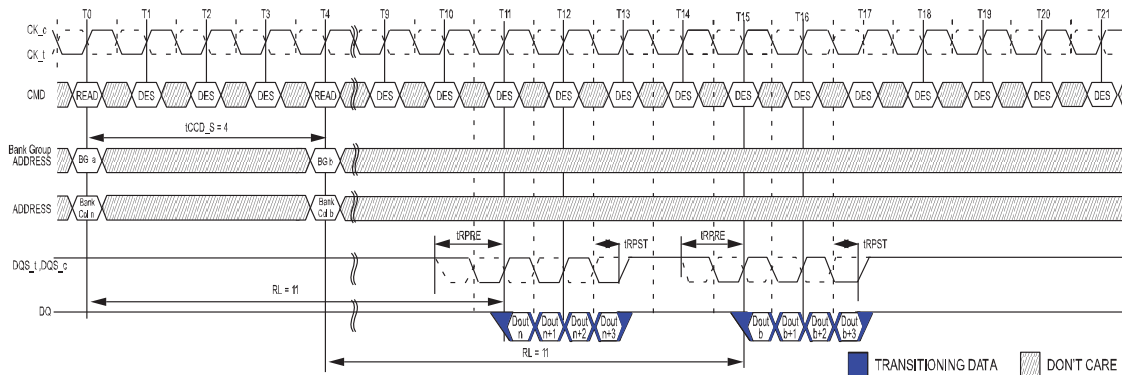 T0 T1 T2 T3 T4 T9 T10 T11 T12 T13 T14 T15 T16 T17 T18 T19 T20 T21
CK_c
CK_t
CMD READ DES DES DES READ DES DES DES DES DES DES DES DES DES DES DES DES DES
tCCD_S = 4
Bank Group
ADDRESS BG a BG b
ADDRESS Bank Col n Bank Col b
tRPRE tRPST tRPRE tRPST
DQS_t ,DQS_c
RL = 11
DQ Dout n Dout n+1 Dout n+2 Dout n+3 Dout b Dout b+1 Dout b+2 Dout b+3
RL = 11
TRANSITIONING DATA DON'T CARE